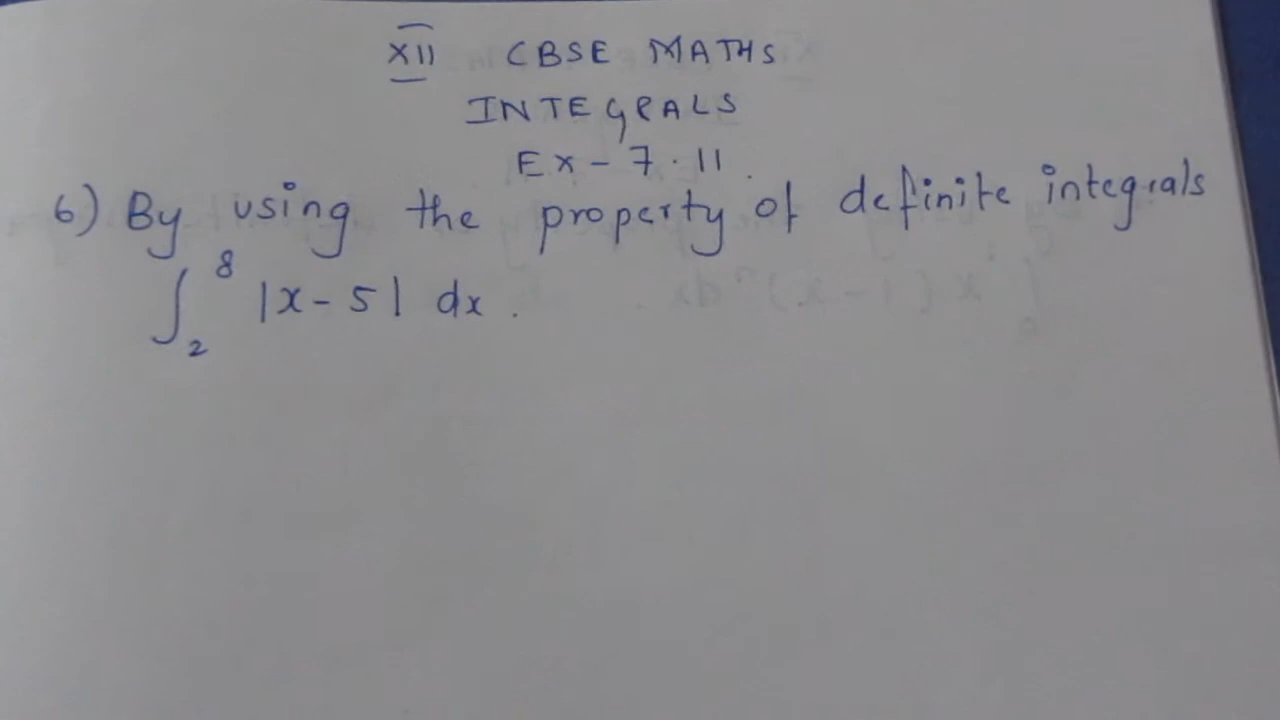 XII CBSE MATHS
INTEGRALS
Ex - 7.11.
6) By using the property of definite integrals
∫₂⁸ |x - 5| dx.